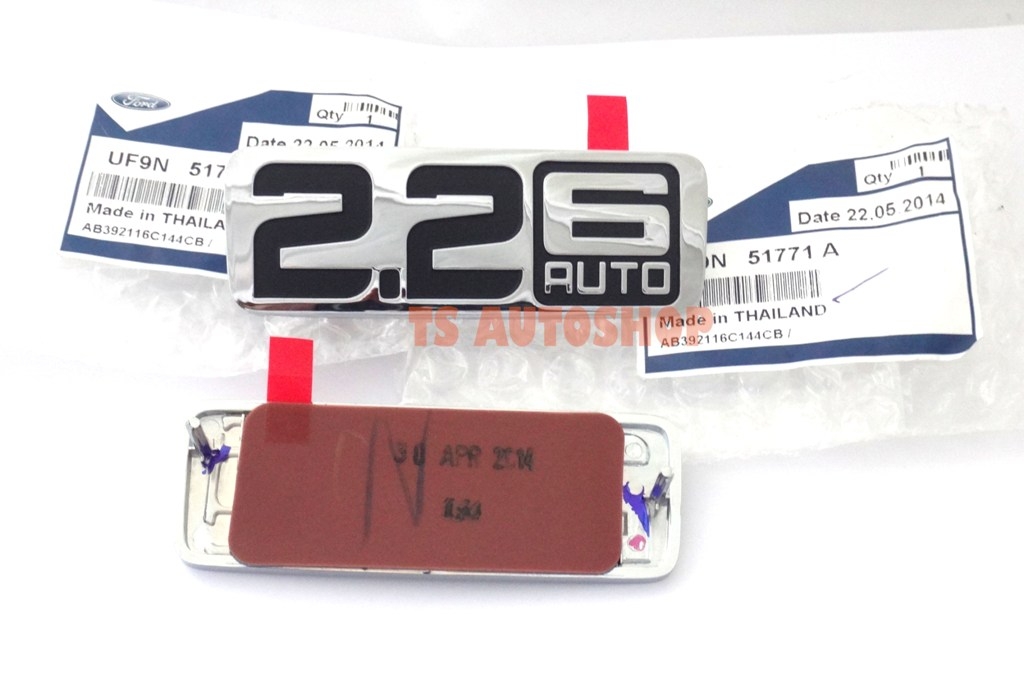 Ford
Qty 1
Date 22.05.2014
UF9N 517
Made in THAILA
AB392116C144CB /
2.2 6
AUTO
Qty 1
Date 22.05.2014
N 51771 A
Made in THAILAND
AB392116C144CB /
TS AUTOSHOP
30 APR 2014